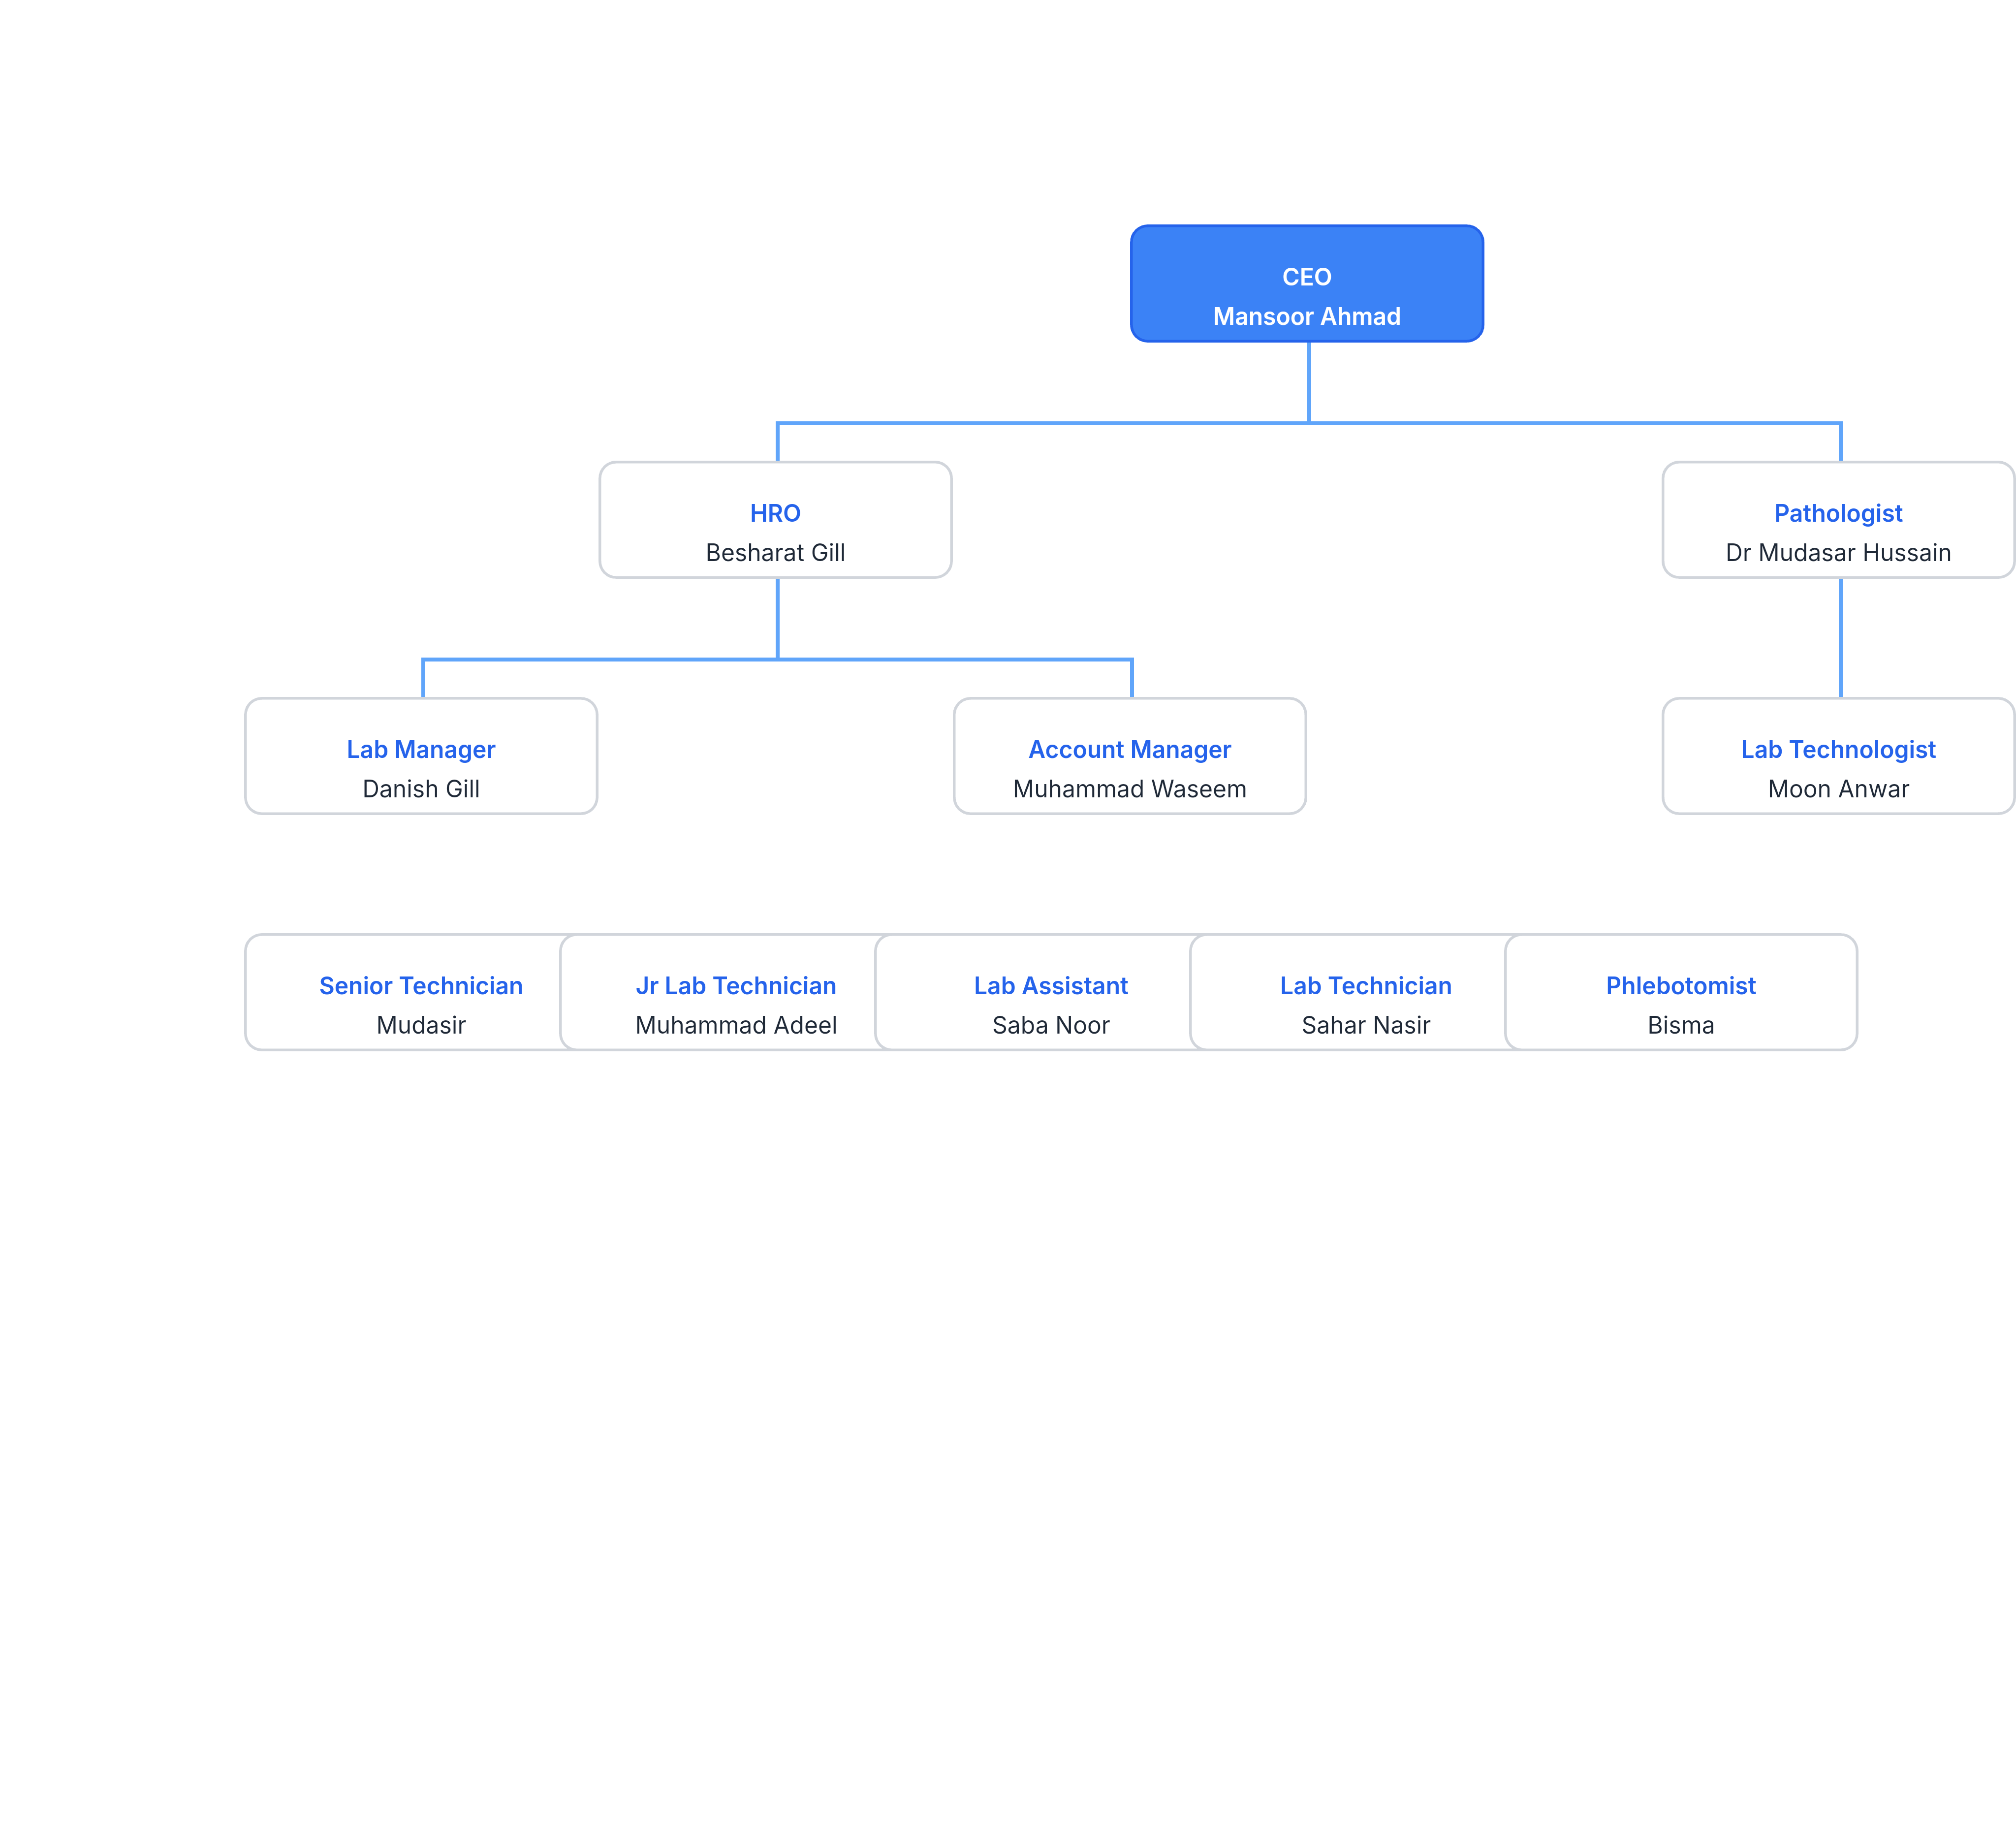 CEO
Mansoor Ahmad
HRO
Besharat Gill
Pathologist
Dr Mudasar Hussain
Lab Manager
Danish Gill
Account Manager
Muhammad Waseem
Lab Technologist
Moon Anwar
Senior Technician
Mudasir
Jr Lab Technician
Muhammad Adeel
Lab Assistant
Saba Noor
Lab Technician
Sahar Nasir
Phlebotomist
Bisma